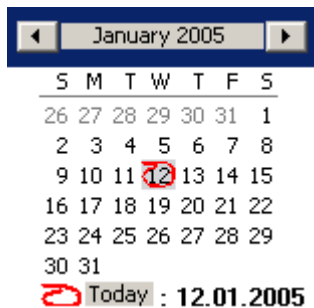 January 2005
S M T W T F S
26 27 28 29 30 31 1
2 3 4 5 6 7 8
9 10 11 12 13 14 15
16 17 18 19 20 21 22
23 24 25 26 27 28 29
30 31
Today : 12.01.2005